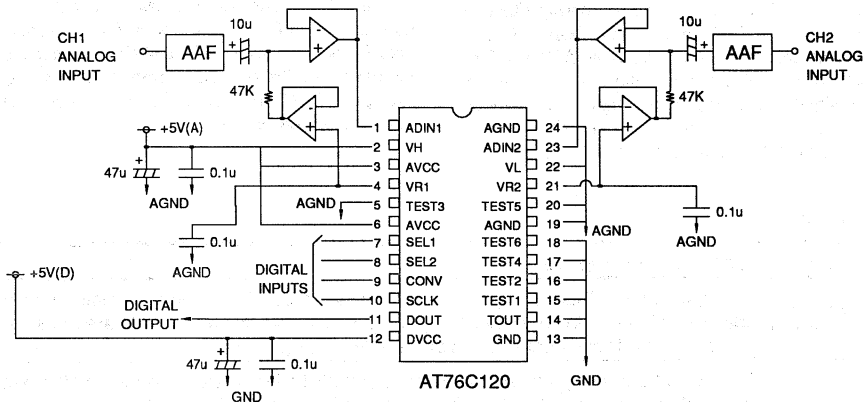 10u
10u
CH1
ANALOG
INPUT
AAF
+
-
+
-
+
+
AAF
CH2
ANALOG
INPUT
47K
-
+
-
+
47K
+5V(A)
+
47u
0.1u
AGND
0.1u
AGND
1 ADIN1 AGND 24
2 VH ADIN2 23
3 AVCC VL 22
4 VR1 VR2 21
AGND 5 TEST3 TEST5 20
6 AVCC AGND 19
7 SEL1 TEST6 18
8 SEL2 TEST4 17
9 CONV TEST2 16
10 SCLK TEST1 15
11 DOUT TOUT 14
12 DVCC GND 13
AGND
0.1u
AGND
DIGITAL
INPUTS
+5V(D)
DIGITAL
OUTPUT
+
47u
0.1u
GND
GND
AT76C120